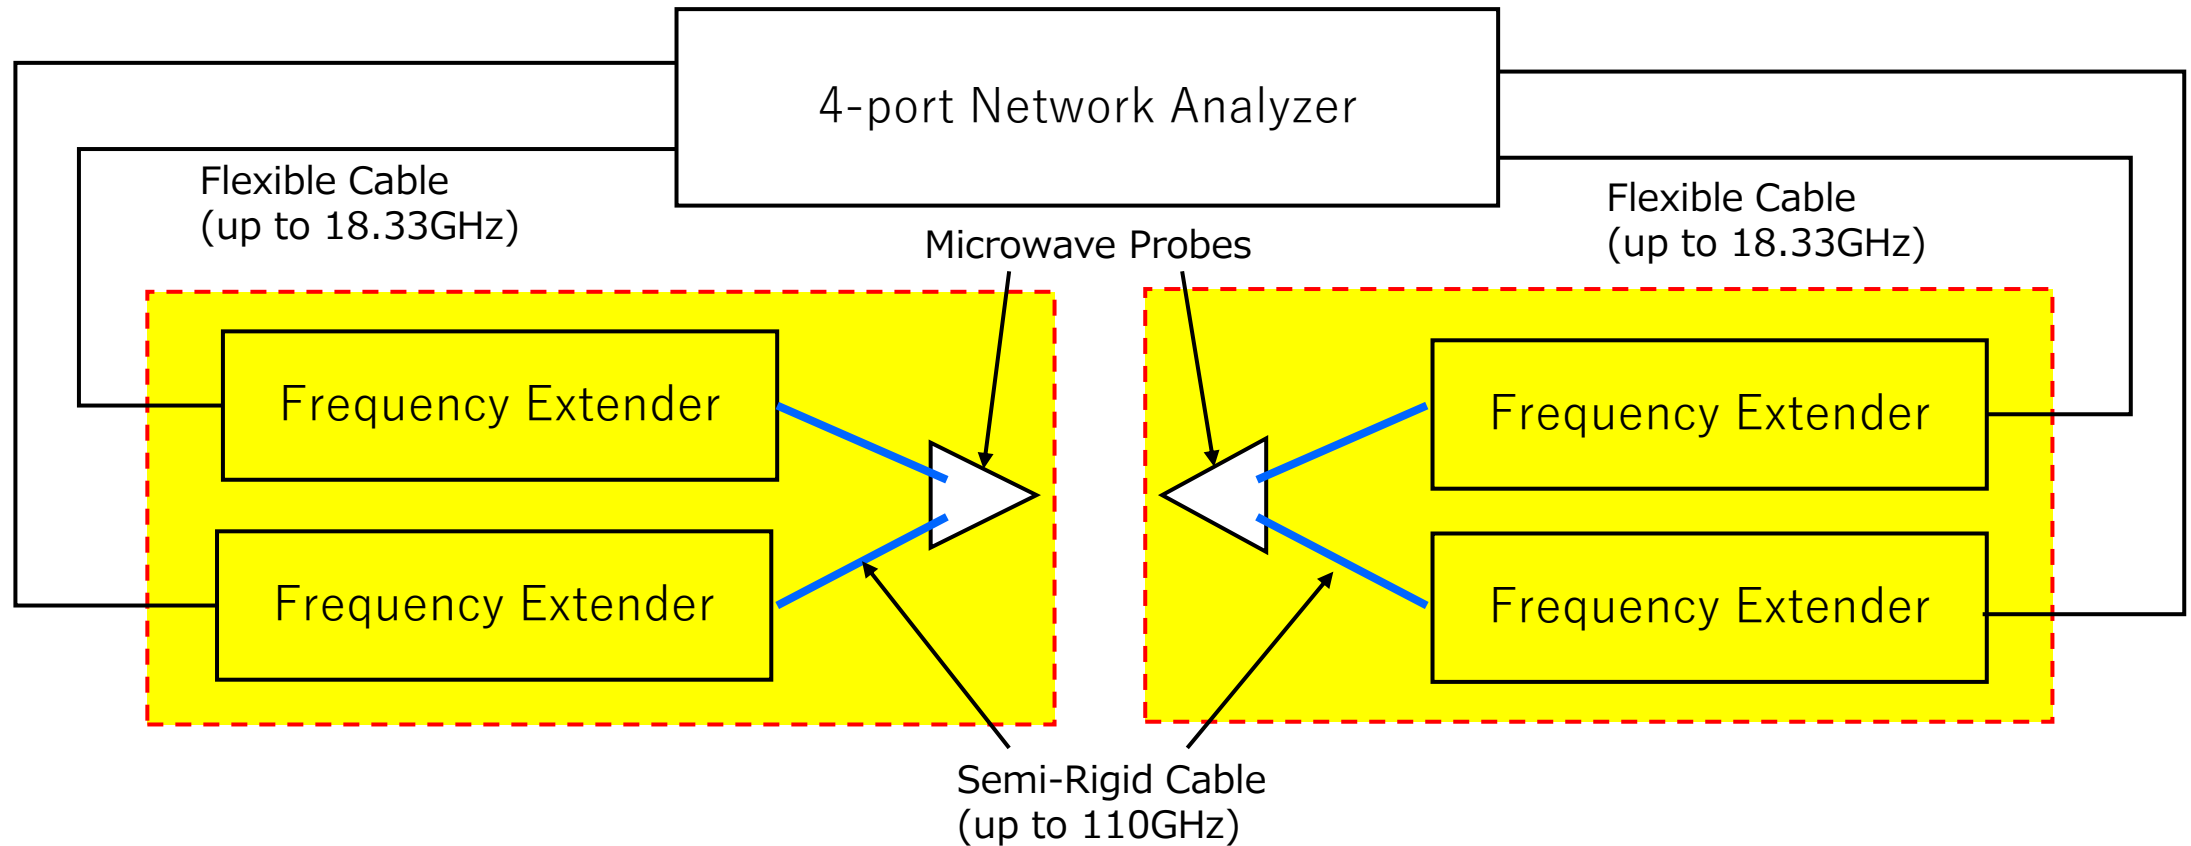 4-port Network Analyzer
Flexible Cable
(up to 18.33GHz)
Flexible Cable
(up to 18.33GHz)
Microwave Probes
Frequency Extender
Frequency Extender
Frequency Extender
Frequency Extender
Semi-Rigid Cable
(up to 110GHz)